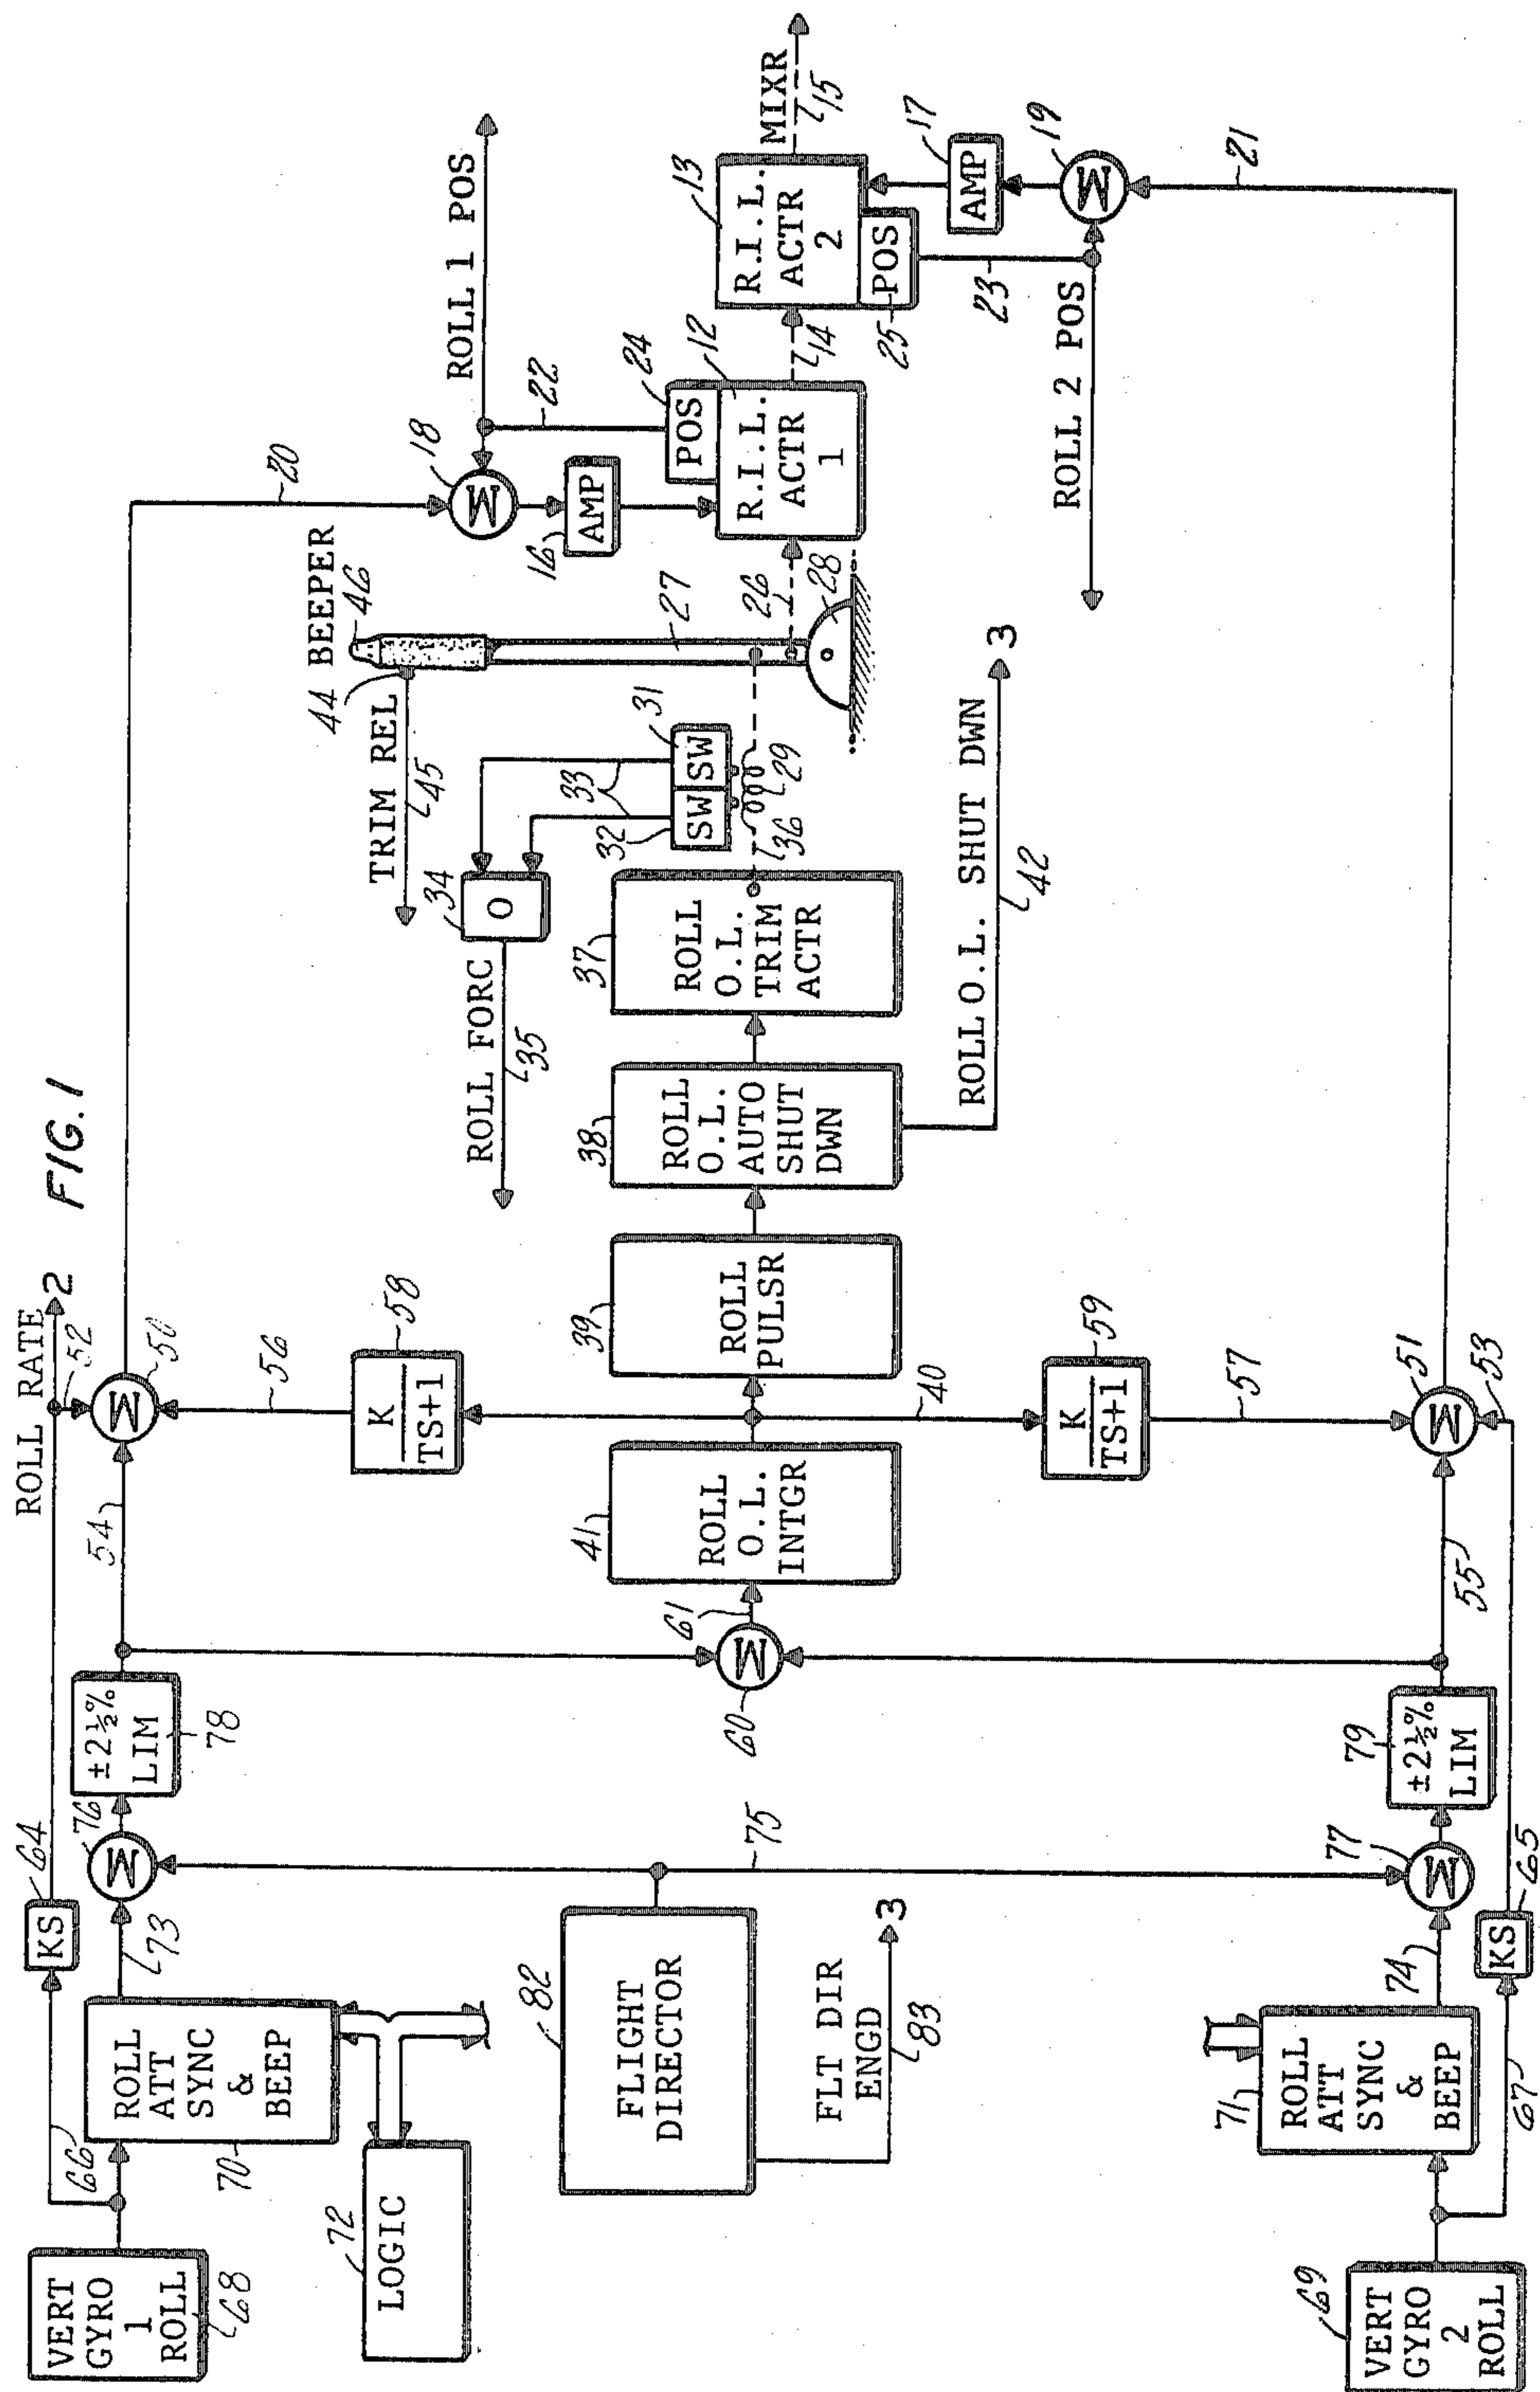 FIG. 1
ROLL RATE
2
52
50
54
20
ROLL 1 POS
18
22
16
AMP
24
POS
12
R.I.L.
ACTR
1
14
13
R.I.L.
ACTR
2
POS
25
MIXR
15
17
AMP
19
23
21
ROLL 2 POS
44 BEEPER
46
TRIM REL
45
27
26
28
31
SW
SW
32
33
29
36
34
O
ROLL FORC
35
37
ROLL
O.L.
TRIM
ACTR
38
ROLL
O.L.
AUTO
SHUT
DWN
ROLL O.L. SHUT DWN
3
42
39
ROLL
PULSR
40
56
58
K
TS+1
59
K
TS+1
57
51
53
55
41
ROLL
O.L.
INTGR
61
60
±2½%
LIM
78
79
±2½%
LIM
76
77
75
64
KS
73
66
70
ROLL
ATT
SYNC
&
BEEP
VERT
GYRO
1
ROLL
68
72
LOGIC
82
FLIGHT
DIRECTOR
FLT DIR
ENGD
3
83
71
ROLL
ATT
SYNC
&
BEEP
74
KS
65
67
69
VERT
GYRO
2
ROLL
Σ
Σ
Σ
Σ
Σ
Σ
Σ